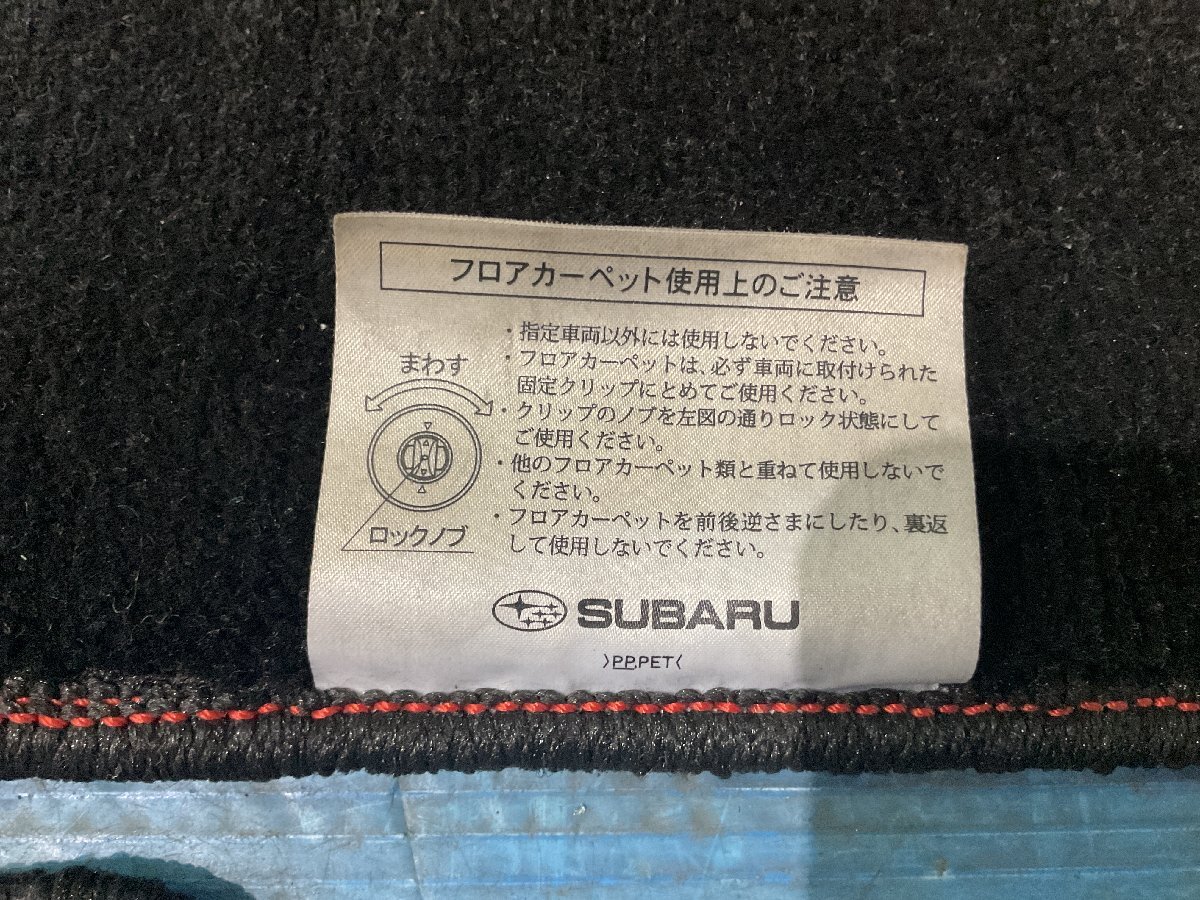 フロアカーペット使用上のご注意
まわす
ロックノブ
・指定車両以外には使用しないでください。
・フロアカーペットは、必ず車両に取付けられた
固定クリップにとめてご使用ください。
・クリップのノブを左図の通りロック状態にして
ご使用ください。
・他のフロアカーペット類と重ねて使用しないで
ください。
・フロアカーペットを前後逆さまにしたり、裏返
して使用しないでください。
SUBARU
>PP.PET<